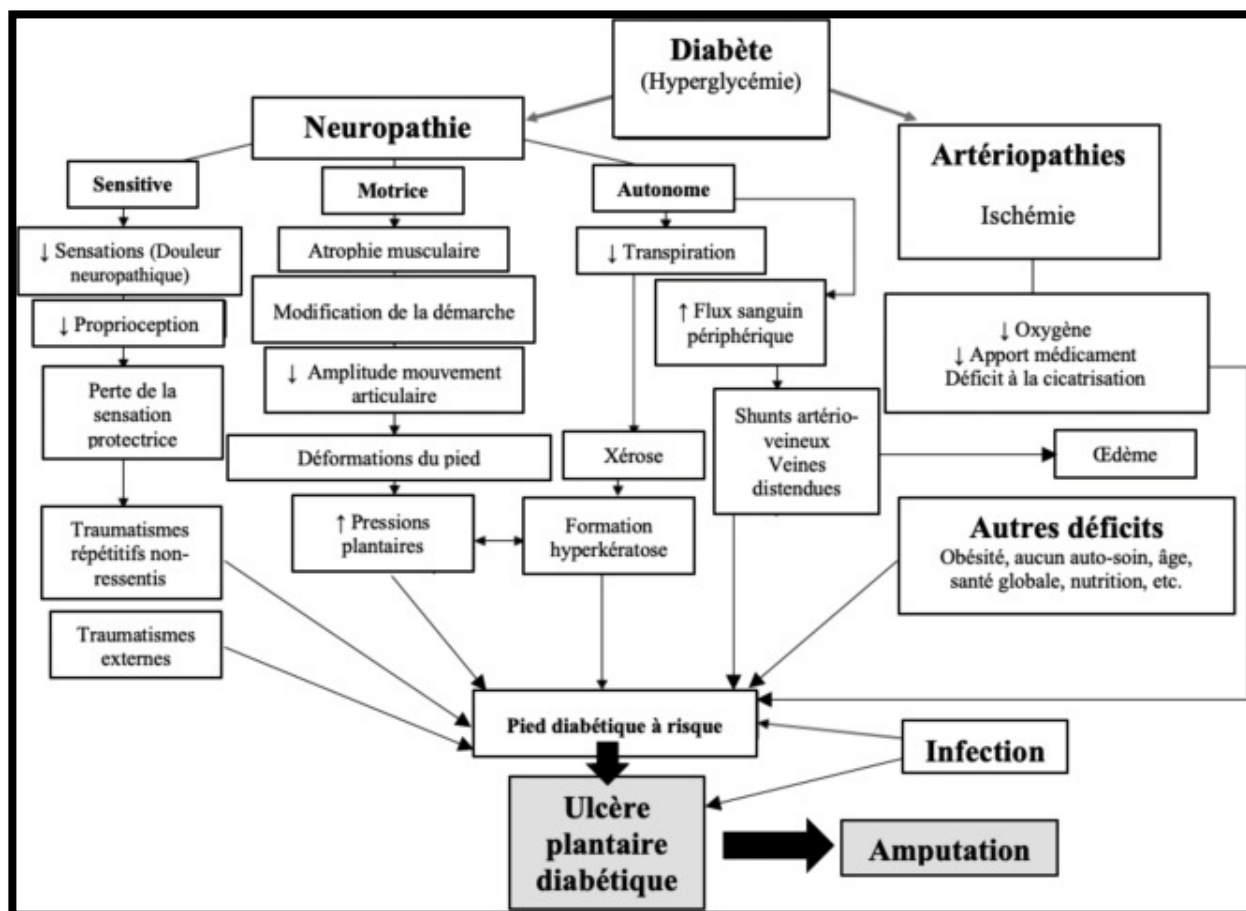 Diabète
(Hyperglycémie)
Neuropathie
Artériopathies
Ischémie
Sensitive
Motrice
Autonome
↓ Sensations (Douleur
neuropathique)
Atrophie musculaire
↓ Transpiration
Modification de la démarche
↑ Flux sanguin
périphérique
↓ Oxygène
↓ Apport médicament
Déficit à la cicatrisation
↓ Proprioception
↓ Amplitude mouvement
articulaire
Perte de la
sensation
protectrice
Shunts artério-
veineux
Veines
distendues
Déformations du pied
Xérose
Œdème
Traumatismes
répétitifs non-
ressentis
↑ Pressions
plantaires
Formation
hyperkératose
Autres déficits
Obésité, aucun auto-soin, âge,
santé globale, nutrition, etc.
Traumatismes
externes
Pied diabétique à risque
Infection
Ulcère
plantaire
diabétique
Amputation